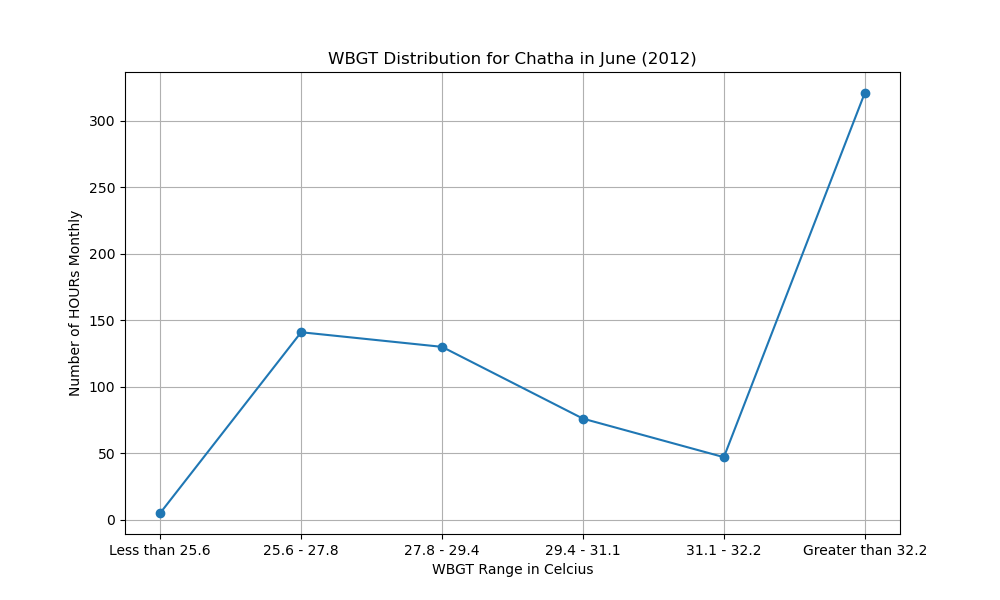 WBGT Distribution for Chatha in June (2012)
Number of HOURs Monthly
300
250
200
150
100
50
0
Less than 25.6 25.6 - 27.8 27.8 - 29.4 29.4 - 31.1 31.1 - 32.2 Greater than 32.2
WBGT Range in Celcius